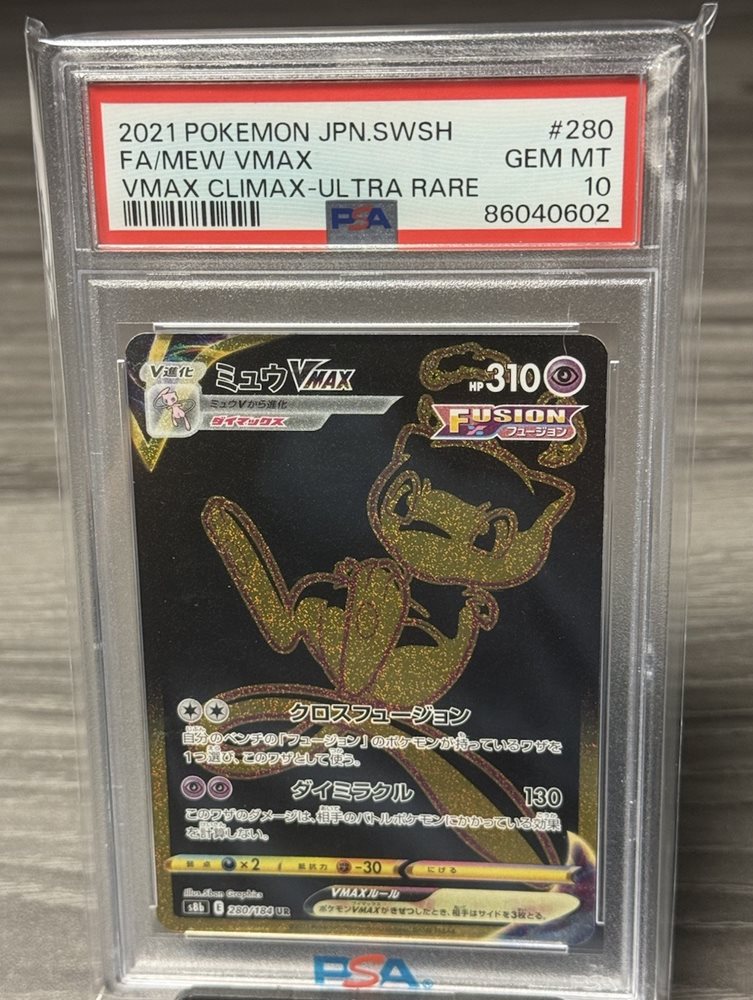 2021 POKEMON JPN.SWSH #280
FA/MEW VMAX GEM MT
VMAX CLIMAX-ULTRA RARE 10
PSA 86040602
V進化 ミュウVMAX HP310
ミュウVから進化
ダイマックス
FUSION
フュージョン
クロスフュージョン
自分のベンチの「フュージョン」のポケモンが持っているワザを
1つ選び、このワザとして使う。
ダイミラクル 130
このワザのダメージは、相手のバトルポケモンにかかっている効果
を計算しない。
弱点 ×2 抵抗力 -30 にげる
Illus.5ban Graphics VMAXルール
ポケモンVMAXがきぜつしたとき、相手はサイドを3枚とる。
s8b E 280/184 UR
PSA